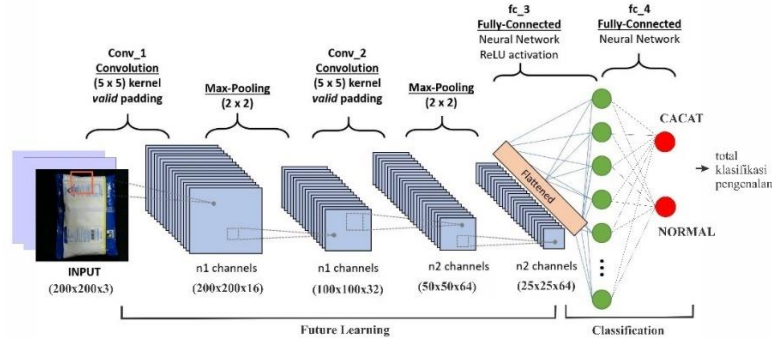 Conv_1
Convolution
(5 x 5) kernel
valid padding
Max-Pooling
(2 x 2)
Conv_2
Convolution
(5 x 5) kernel
valid padding
Max-Pooling
(2 x 2)
fc_3
Fully-Connected
Neural Network
ReLU activation
fc_4
Fully-Connected
Neural Network
Flattened
CACAT
NORMAL
total
klasifikasi
pengenalan
INPUT
(200x200x3)
n1 channels
(200x200x16)
n1 channels
(100x100x32)
n2 channels
(50x50x64)
n2 channels
(25x25x64)
Future Learning
Classification